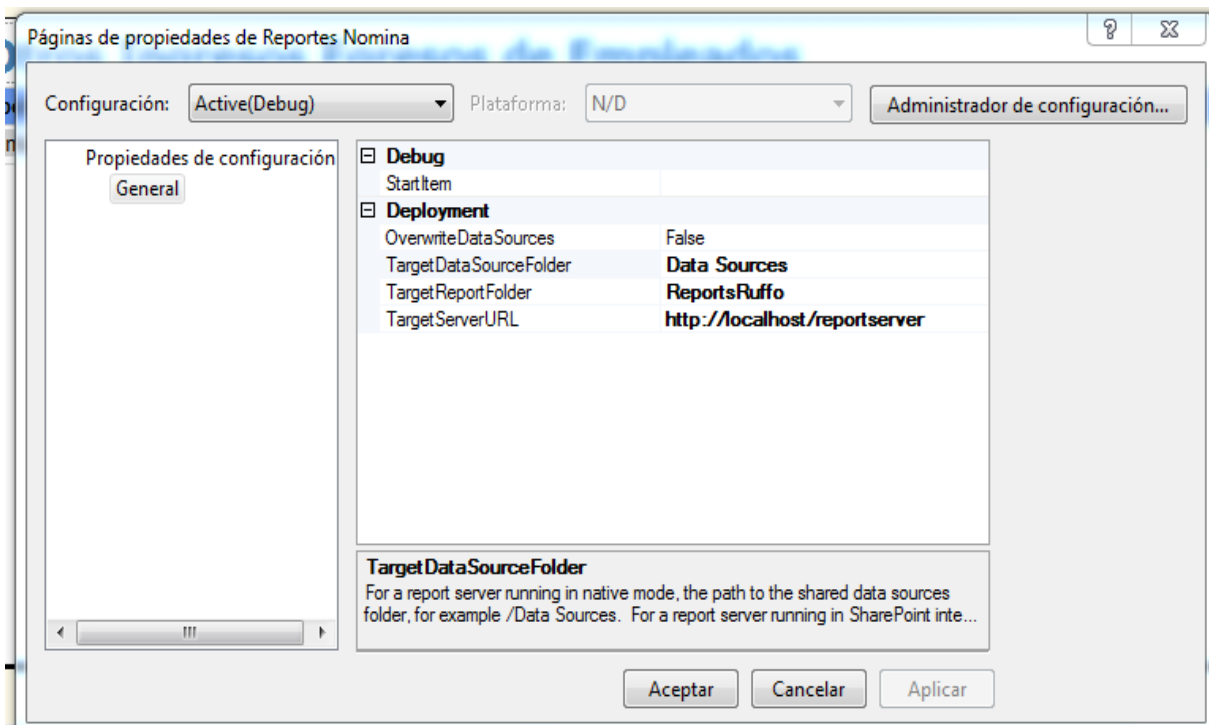 Páginas de propiedades de Reportes Nomina
Configuración: Active(Debug) Plataforma: N/D Administrador de configuración...
Propiedades de configuración
General
Debug
StartItem
Deployment
OverwriteDataSources False
TargetDataSourceFolder Data Sources
TargetReportFolder ReportsRuffo
TargetServerURL http://localhost/reportserver
TargetDataSourceFolder
For a report server running in native mode, the path to the shared data sources
folder, for example /Data Sources. For a report server running in SharePoint inte...
Aceptar Cancelar Aplicar